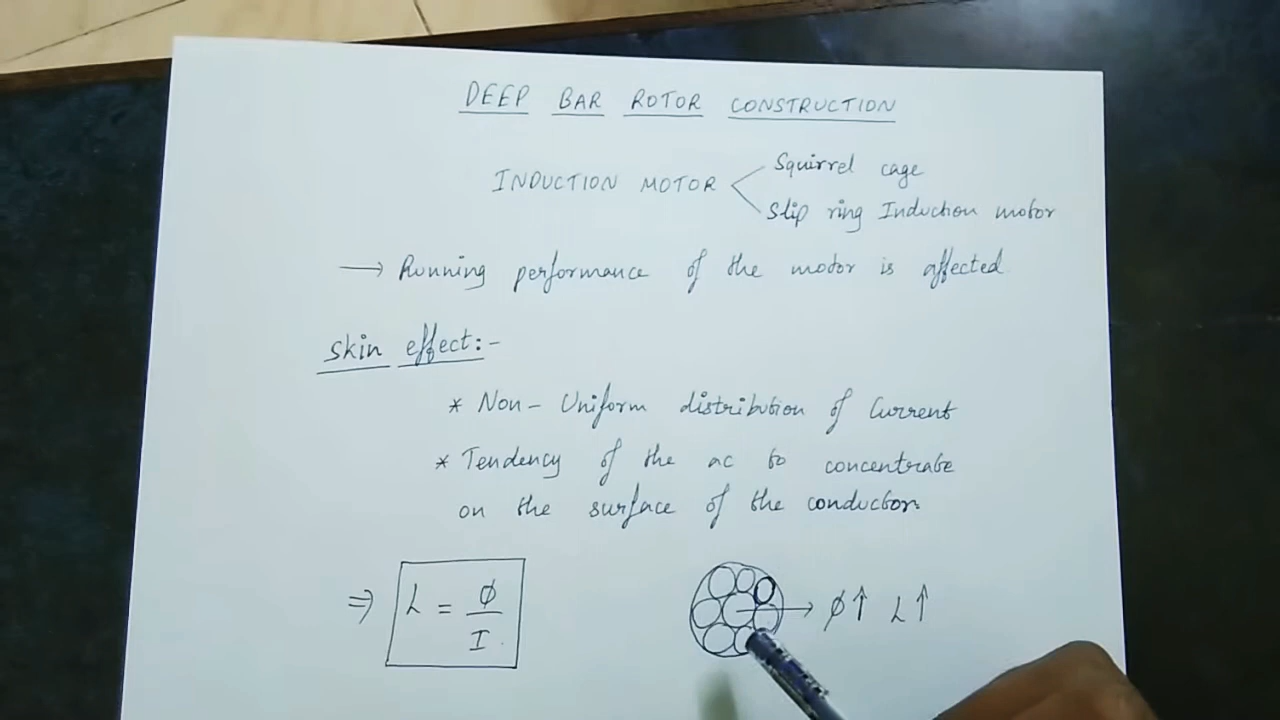 DEEP BAR ROTOR CONSTRUCTION
INDUCTION MOTOR
Squirrel cage
Slip ring Induction motor
→ Running performance of the motor is affected.
Skin effect:-
* Non-Uniform distribution of Current
* Tendency of the ac to concentrate
on the surface of the conductor.
⇒ L = ϕ / I
ϕ↑ L↑